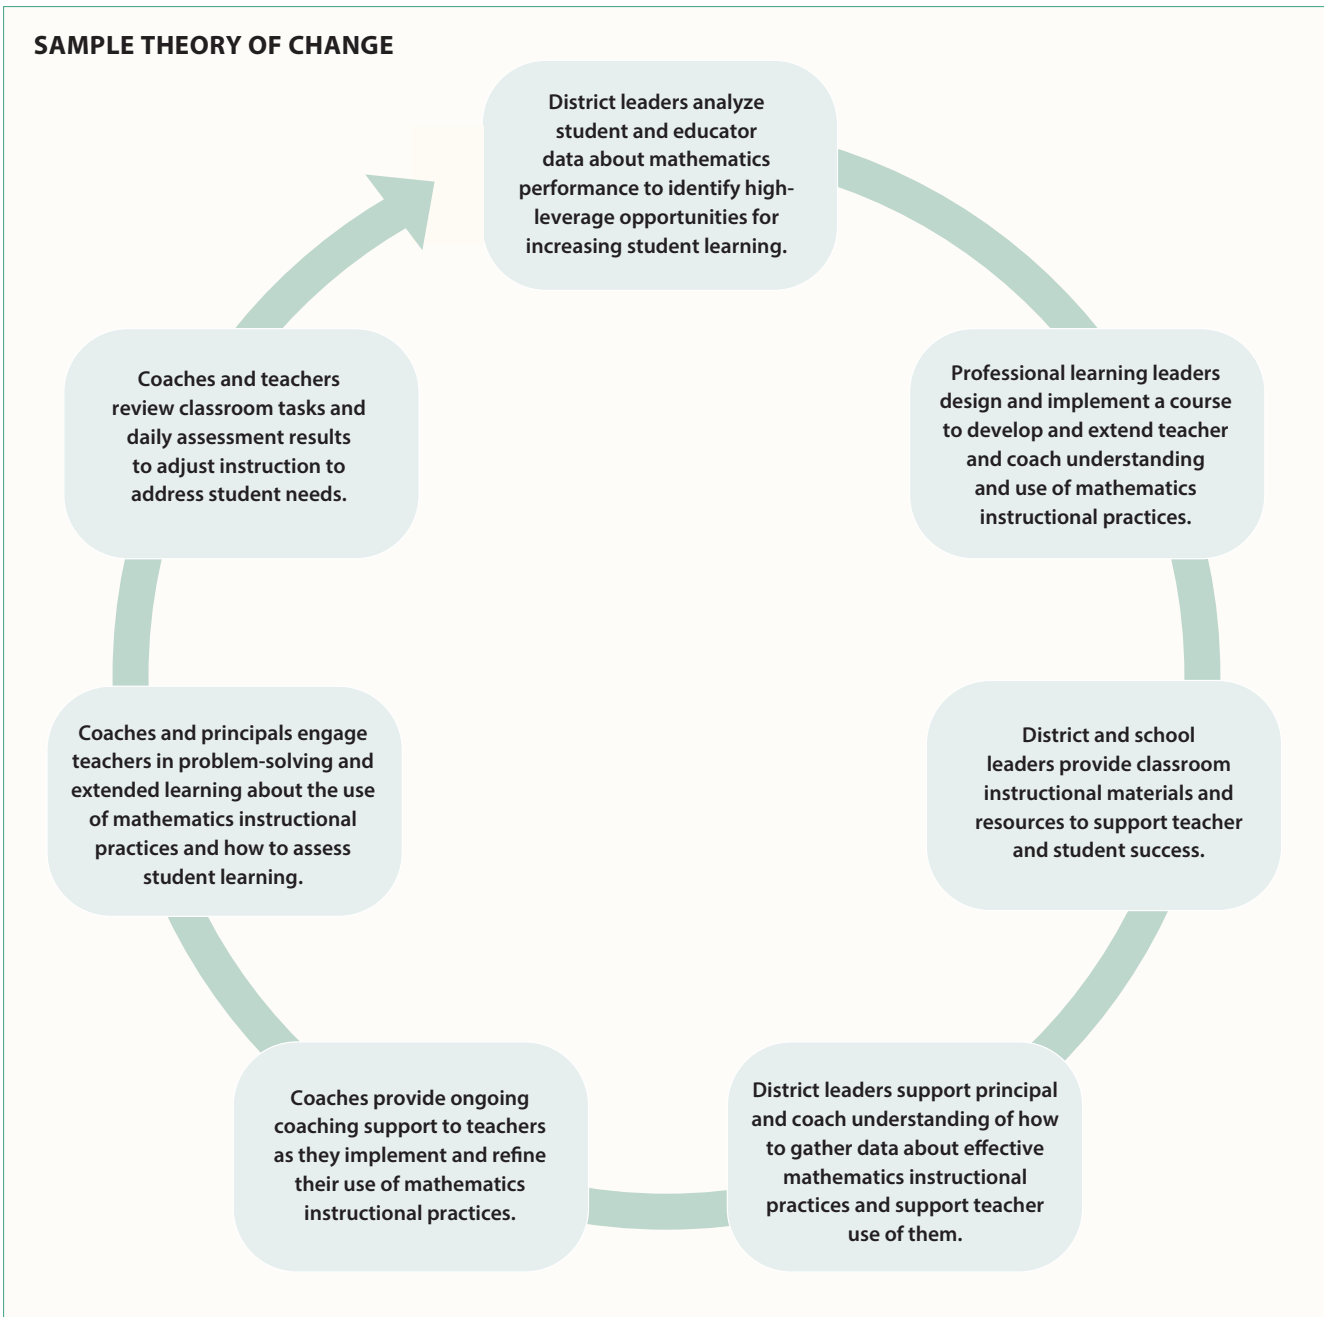 SAMPLE THEORY OF CHANGE
District leaders analyze
student and educator
data about mathematics
performance to identify high-
leverage opportunities for
increasing student learning.
Professional learning leaders
design and implement a course
to develop and extend teacher
and coach understanding
and use of mathematics
instructional practices.
District and school
leaders provide classroom
instructional materials and
resources to support teacher
and student success.
District leaders support principal
and coach understanding of how
to gather data about effective
mathematics instructional
practices and support teacher
use of them.
Coaches provide ongoing
coaching support to teachers
as they implement and refine
their use of mathematics
instructional practices.
Coaches and principals engage
teachers in problem-solving and
extended learning about the use
of mathematics instructional
practices and how to assess
student learning.
Coaches and teachers
review classroom tasks and
daily assessment results
to adjust instruction to
address student needs.